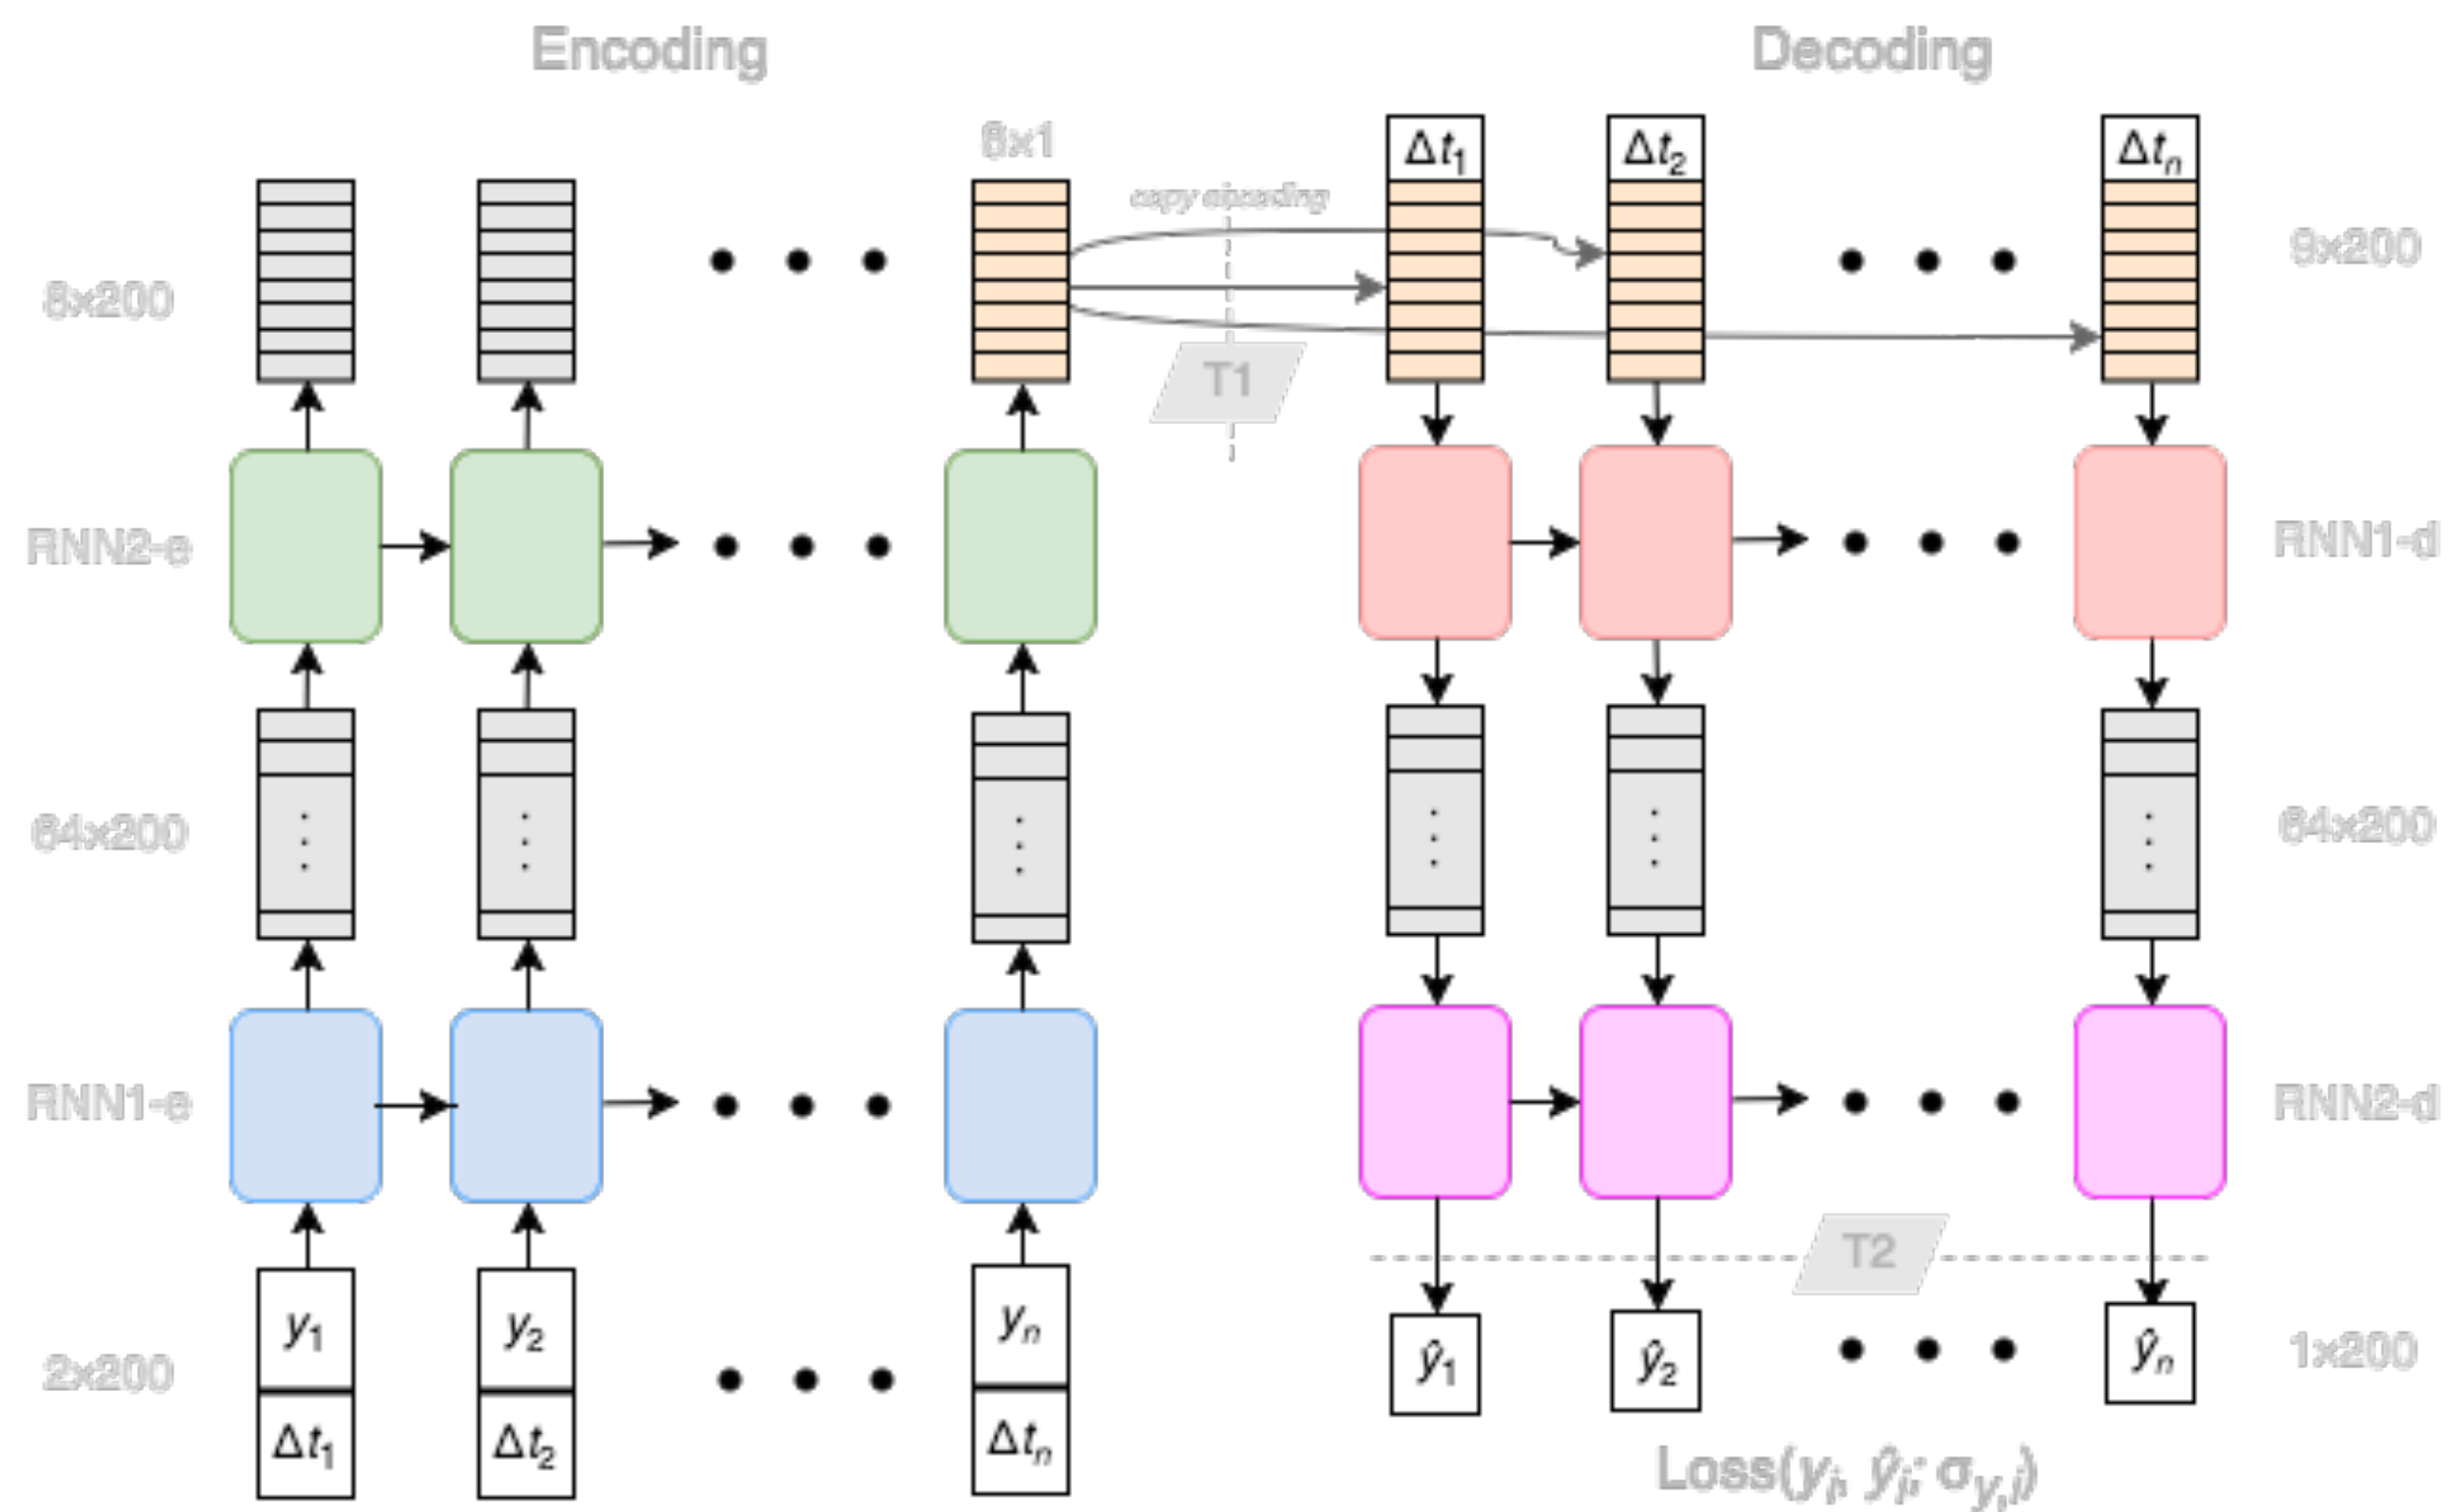 Encoding
Decoding
8x1
Δt1
Δt2
Δtn
copy encoding
8x200
9x200
T1
RNN2-e
RNN1-d
64x200
64x200
RNN1-e
RNN2-d
T2
y1
y2
yn
ŷ1
ŷ2
ŷn
2x200
1x200
Δt1
Δt2
Δtn
Loss(yi, ŷi; σy,i)